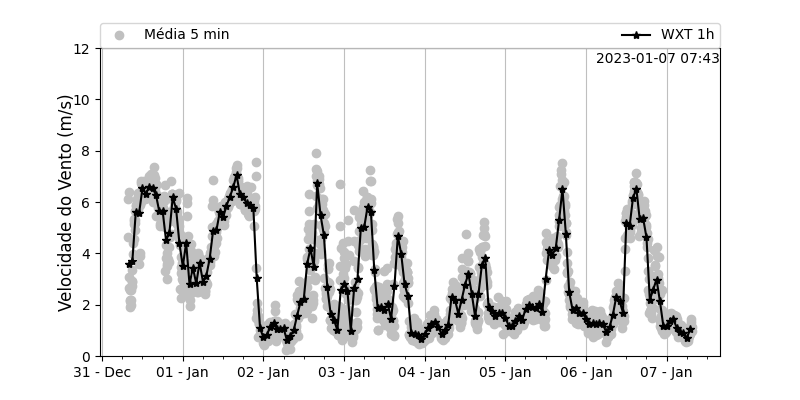 Média 5 min
WXT 1h
2023-01-07 07:43
Velocidade do Vento (m/s)
12
10
8
6
4
2
0
31 - Dec
01 - Jan
02 - Jan
03 - Jan
04 - Jan
05 - Jan
06 - Jan
07 - Jan